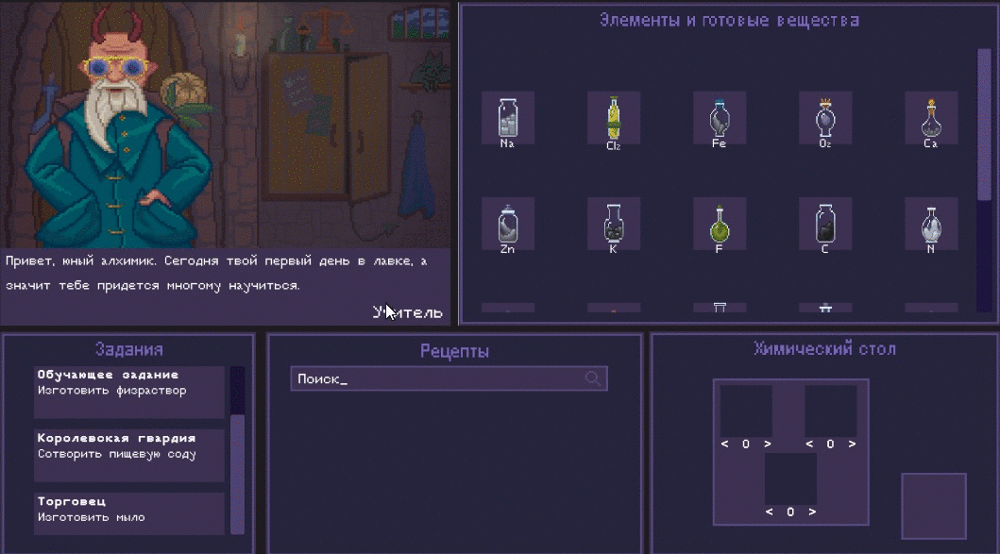 Элементы и готовые вещества
Na
Cl2
Fe
O2
Ca
Zn
K
F
C
N
Привет, юный алхимик. Сегодня твой первый день в лавке, а
значит тебе придется многому научиться.
Учитель
Задания
Обучающее задание
Изготовить физраствор
Королевская гвардия
Сотворить пищевую соду
Торговец
Изготовить мыло
Рецепты
Поиск_
Химический стол
< 0 >
< 0 >
< 0 >